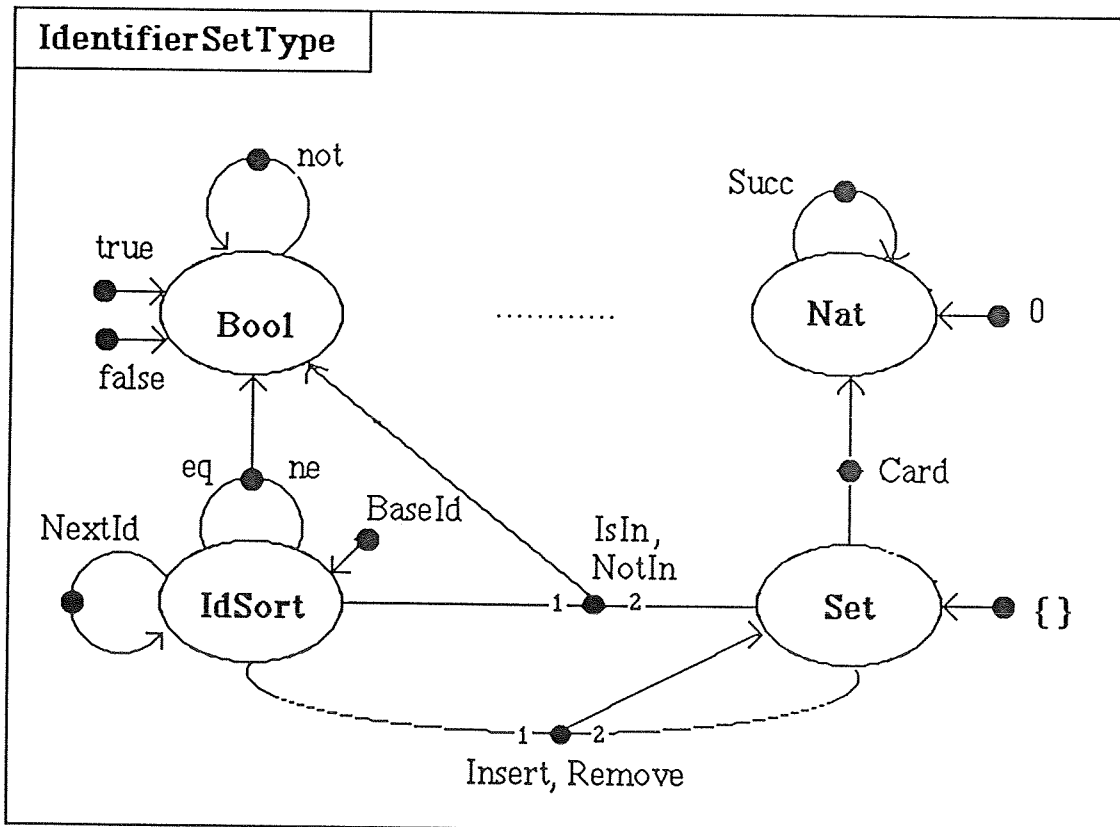 IdentifierSetType
not
Succ
true
Bool
............
Nat
0
false
eq
ne
Card
BaseId
NextId
IsIn,
NotIn
IdSort
1
2
Set
{}
1
2
Insert, Remove